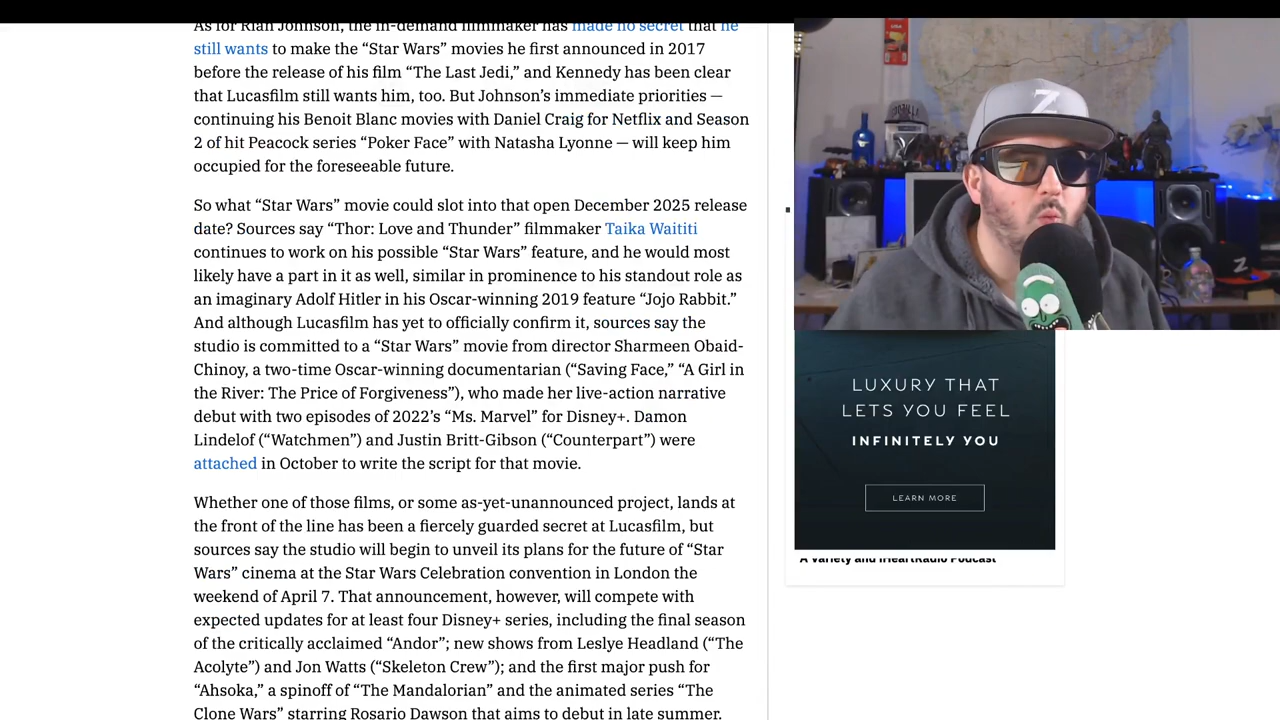 As for Rian Johnson, the in-demand filmmaker has made no secret that he
still wants to make the “Star Wars” movies he first announced in 2017
before the release of his film “The Last Jedi,” and Kennedy has been clear
that Lucasfilm still wants him, too. But Johnson’s immediate priorities —
continuing his Benoit Blanc movies with Daniel Craig for Netflix and Season
2 of hit Peacock series “Poker Face” with Natasha Lyonne — will keep him
occupied for the foreseeable future.
So what “Star Wars” movie could slot into that open December 2025 release
date? Sources say “Thor: Love and Thunder” filmmaker Taika Waititi
continues to work on his possible “Star Wars” feature, and he would most
likely have a part in it as well, similar in prominence to his standout role as
an imaginary Adolf Hitler in his Oscar-winning 2019 feature “Jojo Rabbit.”
And although Lucasfilm has yet to officially confirm it, sources say the
studio is committed to a “Star Wars” movie from director Sharmeen Obaid-
Chinoy, a two-time Oscar-winning documentarian (“Saving Face,” “A Girl in
the River: The Price of Forgiveness”), who made her live-action narrative
debut with two episodes of 2022’s “Ms. Marvel” for Disney+. Damon
Lindelof (“Watchmen”) and Justin Britt-Gibson (“Counterpart”) were
attached in October to write the script for that movie.
Whether one of those films, or some as-yet-unannounced project, lands at
the front of the line has been a fiercely guarded secret at Lucasfilm, but
sources say the studio will begin to unveil its plans for the future of “Star
Wars” cinema at the Star Wars Celebration convention in London the
weekend of April 7. That announcement, however, will compete with
expected updates for at least four Disney+ series, including the final season
of the critically acclaimed “Andor”; new shows from Leslye Headland (“The
Acolyte”) and Jon Watts (“Skeleton Crew”); and the first major push for
“Ahsoka,” a spinoff of “The Mandalorian” and the animated series “The
Clone Wars” starring Rosario Dawson that aims to debut in late summer.
Z
Z
LUXURY THAT
LETS YOU FEEL
INFINITELY YOU
LEARN MORE
A Variety and iHeartRadio Podcast